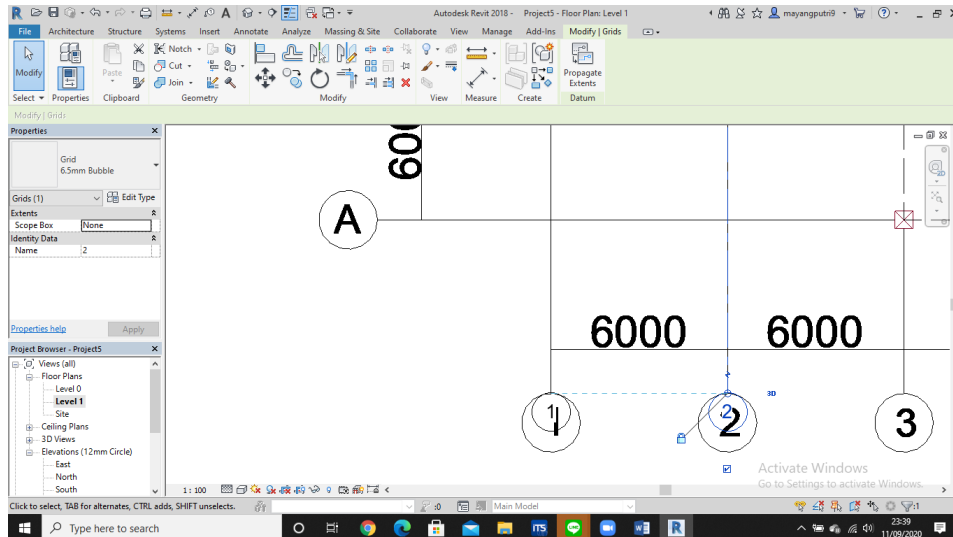 Autodesk Revit 2018 - Project5 - Floor Plan: Level 1
mayangputri9
File Architecture Structure Systems Insert Annotate Analyze Massing & Site Collaborate View Manage Add-Ins Modify | Grids
Modify
Paste
Notch
Cut
Join
Propagate
Extents
Select Properties Clipboard Geometry Modify View Measure Create Datum
Modify | Grids
Properties
Grid
6.5mm Bubble
Grids (1) Edit Type
Extents
Scope Box None
Identity Data
Name 2
Properties help Apply
Project Browser - Project5
Views (all)
Floor Plans
Level 0
Level 1
Site
Ceiling Plans
3D Views
Elevations (12mm Circle)
East
North
South
600
A
6000 6000
3D
1 2 2 3
Activate Windows
Go to Settings to activate Windows.
1 : 100
Click to select, TAB for alternates, CTRL adds, SHIFT unselects.
:0
Main Model
:1
Type here to search
ITS
LINE
23:39
11/09/2020